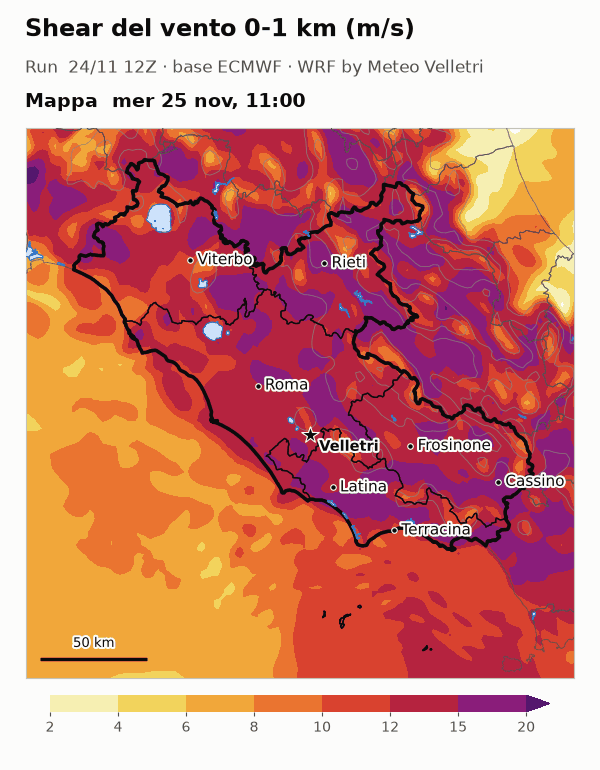 Shear del vento 0-1 km (m/s)
Run  24/11 12Z · base ECMWF · WRF by Meteo Velletri
Mappa  mer 25 nov, 11:00
Viterbo
Rieti
Roma
Velletri
Frosinone
Latina
Cassino
Terracina
50 km
2 4 6 8 10 12 15 20